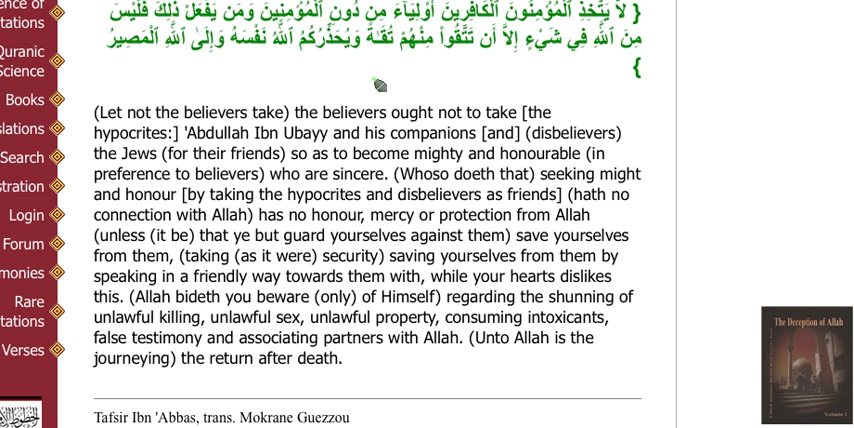 ence of
tations
Quranic
Science
Books
slations
Search
stration
Login
Forum
monies
Rare
tations
Verses
{ لاَّ يَتَّخِذِ ٱلْمُؤْمِنُونَ ٱلْكَافِرِينَ أَوْلِيَآءَ مِن دُونِ ٱلْمُؤْمِنِينَ وَمَن يَفْعَلْ ذٰلِكَ فَلَيْسَ
مِنَ ٱللَّهِ فِي شَيْءٍ إِلاَّ أَن تَتَّقُواْ مِنْهُمْ تُقَـٰةً وَيُحَذِّرُكُمُ ٱللَّهُ نَفْسَهُ وَإِلَىٰ ٱللَّهِ ٱلْمَصِيرُ
}
(Let not the believers take) the believers ought not to take [the
hypocrites:] 'Abdullah Ibn Ubayy and his companions [and] (disbelievers)
the Jews (for their friends) so as to become mighty and honourable (in
preference to believers) who are sincere. (Whoso doeth that) seeking might
and honour [by taking the hypocrites and disbelievers as friends] (hath no
connection with Allah) has no honour, mercy or protection from Allah
(unless (it be) that ye but guard yourselves against them) save yourselves
from them, (taking (as it were) security) saving yourselves from them by
speaking in a friendly way towards them with, while your hearts dislikes
this. (Allah bideth you beware (only) of Himself) regarding the shunning of
unlawful killing, unlawful sex, unlawful property, consuming intoxicants,
false testimony and associating partners with Allah. (Unto Allah is the
journeying) the return after death.
Tafsir Ibn 'Abbas, trans. Mokrane Guezzou
The Deception of Allah
Volume 1